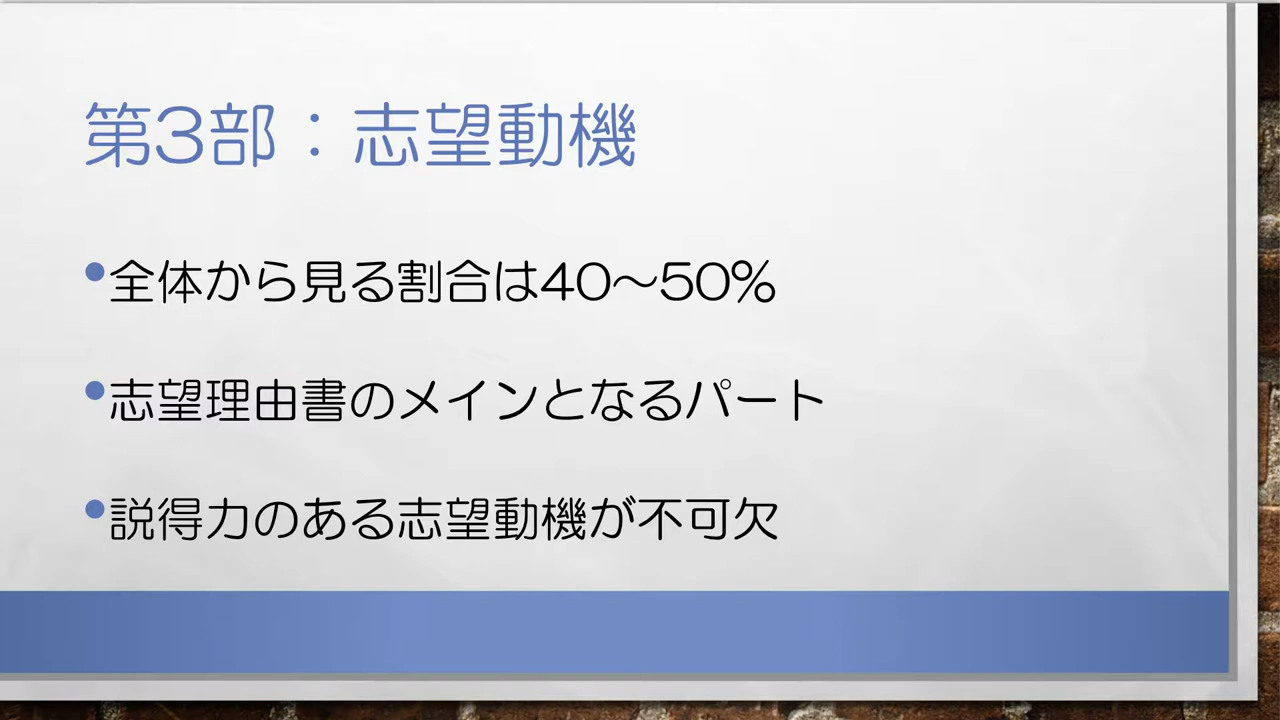 第3部：志望動機
•全体から見る割合は40～50%
•志望理由書のメインとなるパート
•説得力のある志望動機が不可欠